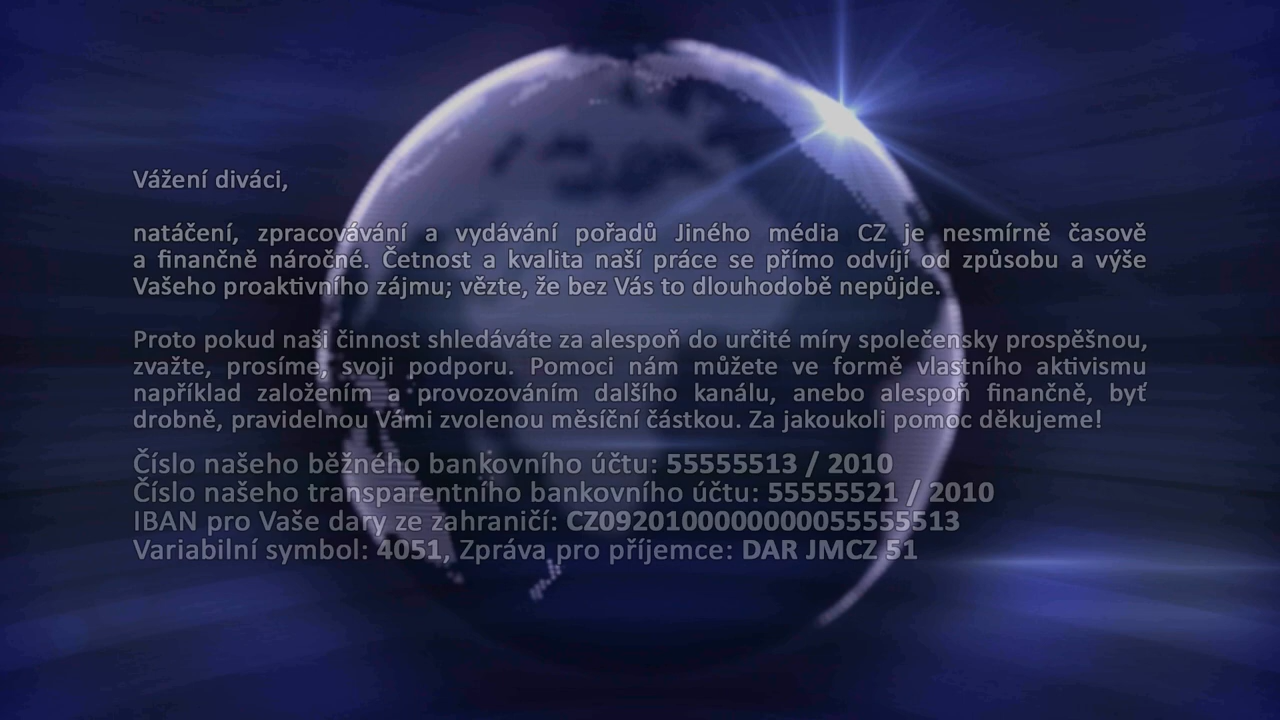 Vážení diváci,
natáčení, zpracovávání a vydávání pořadů Jiného média CZ je nesmírně časově
a finančně náročné. Četnost a kvalita naší práce se přímo odvíjí od způsobu a výše
Vašeho proaktivního zájmu; vězte, že bez Vás to dlouhodobě nepůjde.
Proto pokud naši činnost shledáváte za alespoň do určité míry společensky prospěšnou,
zvažte, prosíme, svoji podporu. Pomoci nám můžete ve formě vlastního aktivismu
například založením a provozováním dalšího kanálu, anebo alespoň finančně, byť
drobně, pravidelnou Vámi zvolenou měsíční částkou. Za jakoukoli pomoc děkujeme!
Číslo našeho běžného bankovního účtu: 55555513 / 2010
Číslo našeho transparentního bankovního účtu: 55555521 / 2010
IBAN pro Vaše dary ze zahraničí: CZ0920100000000055555513
Variabilní symbol: 4051, Zpráva pro příjemce: DAR JMCZ 51